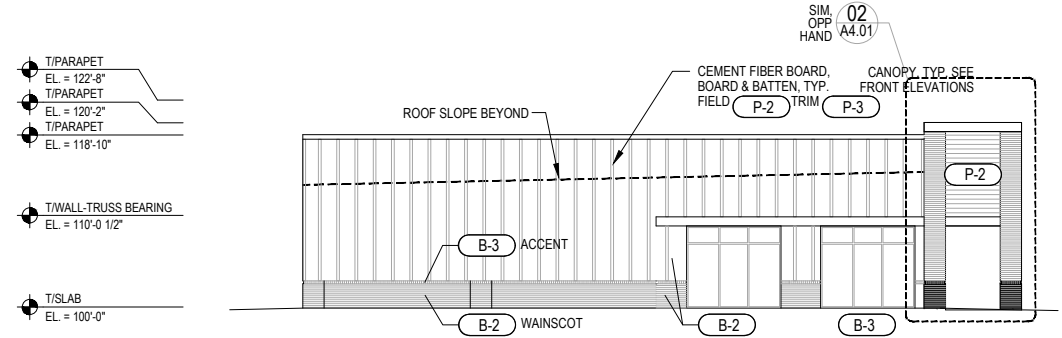 SIM,
OPP
HAND
02
A4.01
T/PARAPET
EL. = 122'-8"
T/PARAPET
EL. = 120'-2"
T/PARAPET
EL. = 118'-10"
ROOF SLOPE BEYOND
CEMENT FIBER BOARD,
BOARD & BATTEN, TYP.
FIELD P-2 TRIM P-3
CANOPY, TYP, SEE
FRONT ELEVATIONS
P-2
T/WALL-TRUSS BEARING
EL. = 110'-0 1/2"
B-3 ACCENT
T/SLAB
EL. = 100'-0"
B-2 WAINSCOT
B-2
B-3